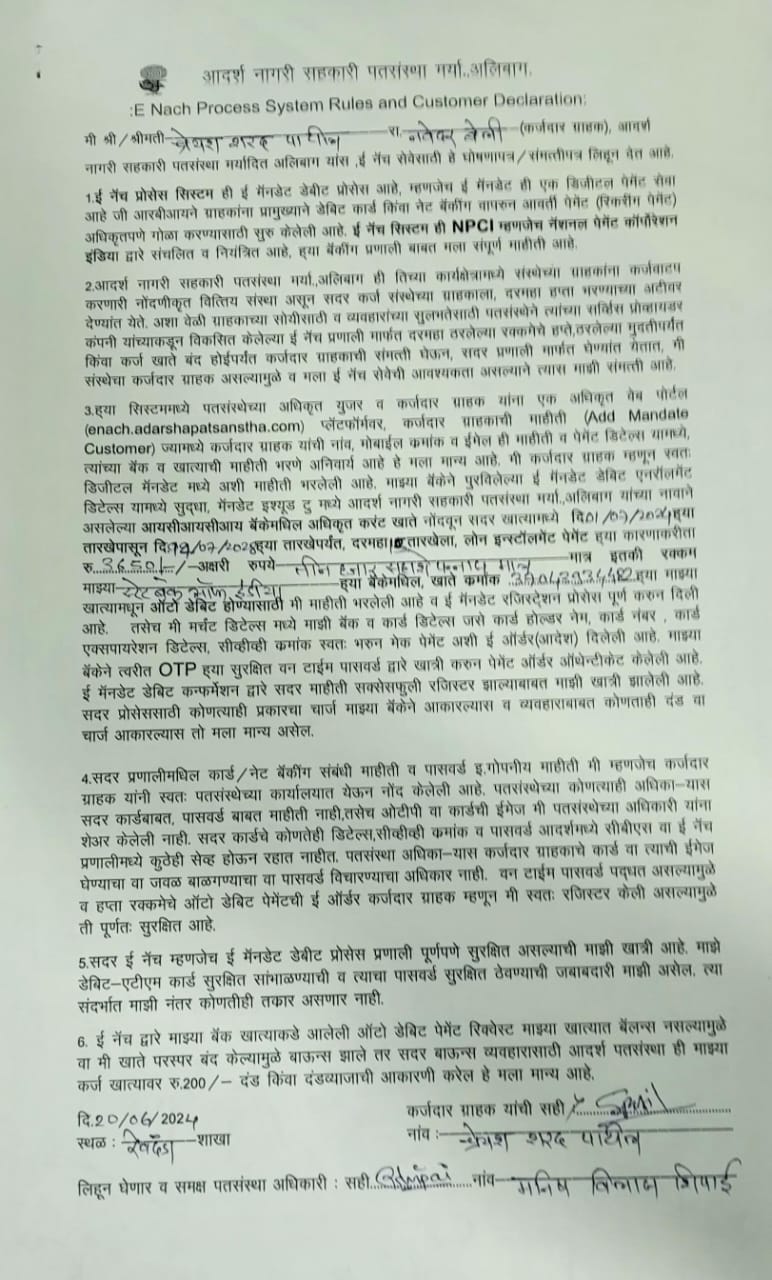 आदर्श नागरी सहकारी पतसंस्था मर्या.,अलिबाग.
:E Nach Process System Rules and Customer Declaration:
मी श्री/श्रीमती शरद पाटील रा. (कर्जदार ग्राहक), आदर्श
नागरी सहकारी पतसंस्था मर्यादित अलिबाग यांस ,ई नॅच सेवेसाठी हे घोषणापत्र/संमत्तीपत्र लिहून देत आहे.
1.ई नॅच प्रोसेस सिस्टम ही ई मॅनडेट डेबीट प्रोसेस आहे, म्हणजेच ई मॅनडेट ही एक डिजीटल पेमेंट सेवा
आहे जी आरबीआयने ग्राहकांना प्रामुख्याने डेबिट कार्ड किंवा नेट बॅकींग वापरुन आवर्ती पेमेंट (रिकरींग पेमेंट)
अधिकृतपणे गोळा करण्यासाठी सुरु केलेली आहे. ई नॅच सिस्टम ही NPCI म्हणजेच नॅशनल पेमेंट कॉर्पोरेशन
इंडिया द्वारे संचलित व नियंत्रित आहे, हया बॅकींग प्रणाली बाबत मला संपूर्ण माहीती आहे.
2.आदर्श नागरी सहकारी पतसंस्था मर्या.,अलिबाग ही तिच्या कार्यक्षेत्रामध्ये संस्थेच्या ग्राहकांना कर्जवाटप
करणारी नोंदणीकृत वित्तिय संस्था असून सदर कर्ज संस्थेच्या ग्राहकाला, दरमहा हप्ता भरण्याच्या अटीवर
देण्यांत येते. अशा वेळी ग्राहकाच्या सोयीसाठी व व्यवहारांच्या सुलभतेसाठी पतसंस्थेने त्यांच्या सर्व्हिस प्रोव्हायडर
कंपनी यांच्याकडून विकसित केलेल्या ई नॅच प्रणाली मार्फत दरमहा ठरलेल्या रक्कमेचे हप्ते,ठरलेल्या मुदतीपर्यंत
किंवा कर्ज खाते बंद होईपर्यंत कर्जदार ग्राहकाची संमत्ती घेऊन, सदर प्रणाली मार्फत घेण्यांत येतात, मी
संस्थेचा कर्जदार ग्राहक असल्यामुळे व मला ई नॅच सेवेची आवश्यकता असल्याने त्यास माझी संमत्ती आहे.
3.हया सिस्टममध्ये पतसंस्थेच्या अधिकृत युजर व कर्जदार ग्राहक यांना एक अधिकृत वेब पोर्टल
(enach.adarshapatsanstha.com) प्लॅटफॉर्मवर, कर्जदार ग्राहकाची माहीती (Add Mandate
Customer) ज्यामध्ये कर्जदार ग्राहक यांची नांव, मोबाईल कमांक व ईमेल ही माहीती व पेमेंट डिटेल्स यामध्ये,
त्यांच्या बॅक व खात्याची माहीती भरणे अनिवार्य आहे हे मला मान्य आहे. मी कर्जदार ग्राहक म्हणून स्वतः
डिजीटल मॅनडेट मध्ये अशी माहीती भरलेली आहे. माझ्या बॅकेने पुरविलेल्या ई मॅनडेट डेबिट एनरॉलमेंट
डिटेल्स यामध्ये सुद्धा, मॅनडेट इश्यूड टु मध्ये आदर्श नागरी सहकारी पतसंस्था मर्या.,अलिबाग यांच्या नावाने
असलेल्या आयसीआयसीआय बॅकेमधिल अधिकृत करंट खाते नोंदवून सदर खात्यामध्ये दि.01/07/2024हया
तारखेपासून दि. /07/2028हया तारखेपर्यंत, दरमहा10तारखेला, लोन इन्स्टॉलमेंट पेमेंट हया कारणाकरीता
रु.3650/-/-अक्षरी रुपये तीन हजार सहाशे पन्नास मात्र मात्र इतकी रक्कम
माझ्या स्टेट बँक ऑफ इंडिया हया बॅकेमधिल, खाते कमांक हया माझ्या
खात्यामधून ऑटो डेबिट होण्यासाठी मी माहीती भरलेली आहे व ई मॅनडेट रजिस्ट्रेशन प्रोसेस पूर्ण करुन दिली
आहे. तसेच मी मर्चंट डिटेल्स मध्ये माझी बॅक व कार्ड डिटेल्स जसे कार्ड होल्डर नेम, कार्ड नंबर , कार्ड
एक्सपायरेशन डिटेल्स, सीव्हीव्ही कमांक स्वतः भरुन मेक पेमेंट अशी ई ऑर्डर(आदेश) दिलेली आहे. माझ्या
बॅकेने त्वरीत OTP हया सुरक्षित वन टाईम पासवर्ड द्वारे खात्री करुन पेमेंट ऑर्डर ऑथेन्टीकेट केलेली आहे.
ई मॅनडेट डेबिट कन्फर्मेशन द्वारे सदर माहीती सक्सेसफुली रजिस्टर झाल्याबाबत माझी खात्री झालेली आहे.
सदर प्रोसेससाठी कोणत्याही प्रकारचा चार्ज माझ्या बॅकेने आकारल्यास व व्यवहाराबाबत कोणताही दंड वा
चार्ज आकारल्यास तो मला मान्य असेल.
4.सदर प्रणालीमधिल कार्ड/नेट बॅकींग संबंधी माहीती व पासवर्ड इ.गोपनीय माहीती मी म्हणजेच कर्जदार
ग्राहक यांनी स्वतः पतसंस्थेच्या कार्यालयात येऊन नोंद केलेली आहे. पतसंस्थेच्या कोणत्याही अधिका-यास
सदर कार्डबाबत, पासवर्ड बाबत माहीती नाही,तसेच ओटीपी वा कार्डची ईमेज मी पतसंस्थेच्या अधिकारी यांना
शेअर केलेली नाही. सदर कार्डचे कोणतेही डिटेल्स,सीव्हीव्ही कमांक व पासवर्ड आदर्शमध्ये सीबीएस वा ई नॅच
प्रणालीमध्ये कुठेही सेव्ह होऊन रहात नाहीत. पतसंस्था अधिका-यास कर्जदार ग्राहकाचे कार्ड वा त्याची ईमेज
घेण्याचा वा जवळ बाळगण्याचा वा पासवर्ड विचारण्याचा अधिकार नाही. वन टाईम पासवर्ड पद्धत असल्यामुळे
व हप्ता रक्कमेचे ऑटो डेबिट पेमेंटची ई ऑर्डर कर्जदार ग्राहक म्हणून मी स्वतः रजिस्टर केली असल्यामुळे
ती पूर्णतः सुरक्षित आहे.
5.सदर ई नॅच म्हणजेच ई मॅनडेट डेबीट प्रोसेस प्रणाली पूर्णपणे सुरक्षित असल्याची माझी खात्री आहे. माझे
डेबिट-एटीएम कार्ड सुरक्षित सांभाळण्याची व त्याचा पासवर्ड सुरक्षित ठेवण्याची जबाबदारी माझी असेल, त्या
संदर्भात माझी नंतर कोणतीही तकार असणार नाही.
6. ई नॅच द्वारे माझ्या बॅक खात्याकडे आलेली ऑटो डेबिट पेमेंट रिक्वेस्ट माझ्या खात्यात बॅलन्स नसल्यामुळे
वा मी खाते परस्पर बंद केल्यामुळे बाऊन्स झाले तर सदर बाऊन्स व्यवहारासाठी आदर्श पतसंस्था ही माझ्या
कर्ज खात्यावर रु.200/- दंड किंवा दंडव्याजाची आकारणी करेल हे मला मान्य आहे.
दि.20/06/2024 कर्जदार ग्राहक यांची सही
स्थळ : रेवदंडा शाखा नांव : शरद पाटील
लिहून घेणार व समक्ष पतसंस्था अधिकारी : सही नांव